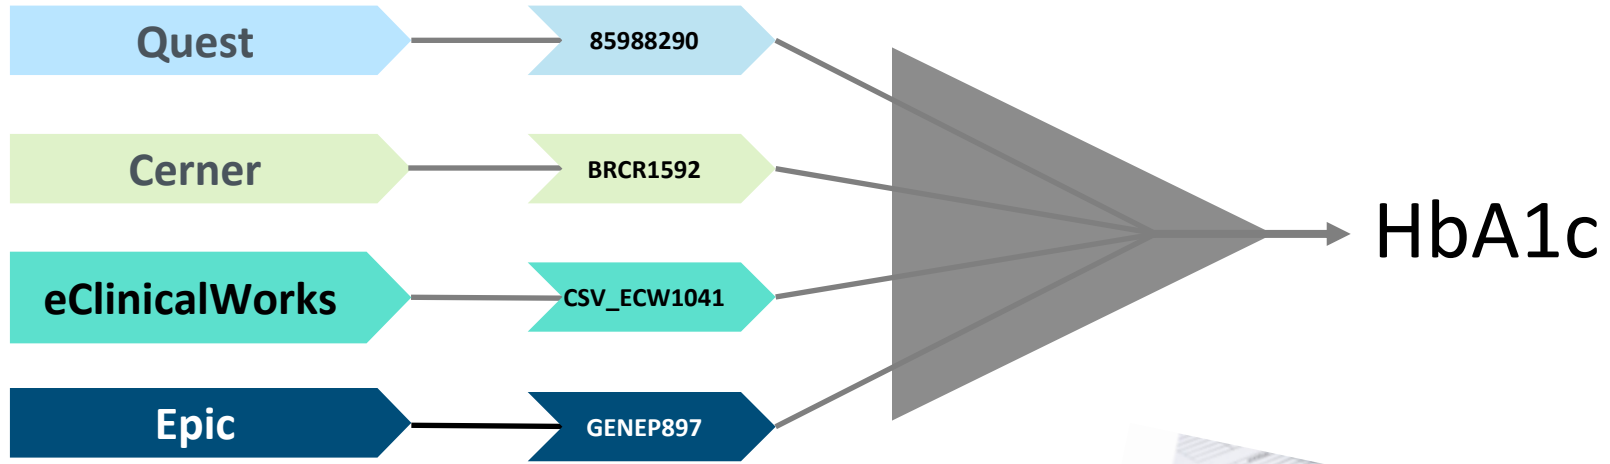 Quest
85988290
Cerner
BRCR1592
HbA1c
eClinicalWorks
CSV_ECW1041
Epic
GENEP897